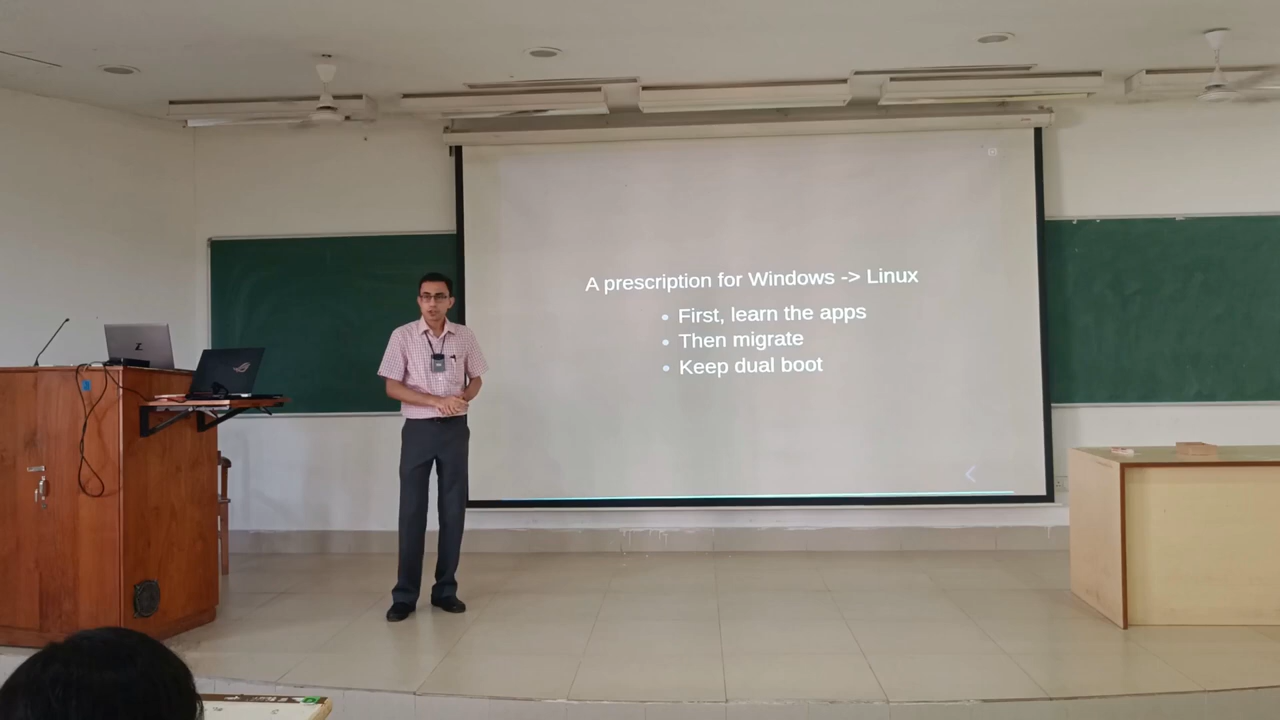 A prescription for Windows -> Linux
First, learn the apps
Then migrate
Keep dual boot